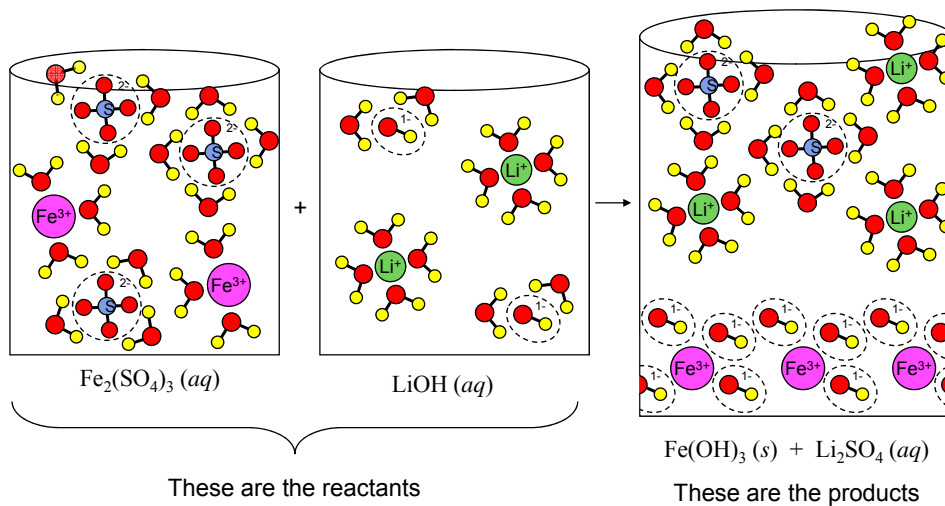 2-
S
2-
S
Fe³⁺
Fe³⁺
2-
S
+
1-
Li⁺
Li⁺
1-
2-
S
Li⁺
2-
S
Li⁺
Li⁺
1- 1- 1-
1- 1-
Fe³⁺ Fe³⁺ Fe³⁺
1- 1- 1-
Fe₂(SO₄)₃ (aq)
LiOH (aq)
Fe(OH)₃ (s) + Li₂SO₄ (aq)
These are the reactants
These are the products